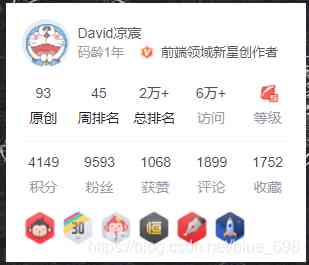 David凉宸
码龄1年 前端领域新星创作者
93 45 2万+ 6万+
原创 周排名 总排名 访问 等级
4149 9593 1068 1899 1752
积分 粉丝 获赞 评论 收藏
30
https://blog.csdn.net/blue_698